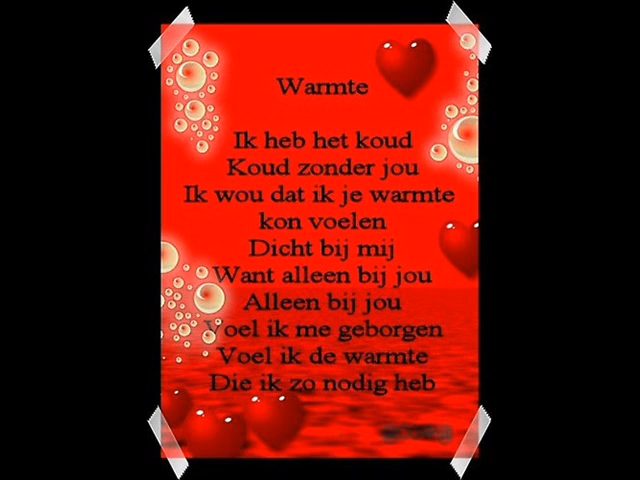 Warmte
Ik heb het koud
Koud zonder jou
Ik wou dat ik je warmte
kon voelen
Dicht bij mij
Want alleen bij jou
Alleen bij jou
Voel ik me geborgen
Voel ik de warmte
Die ik zo nodig heb